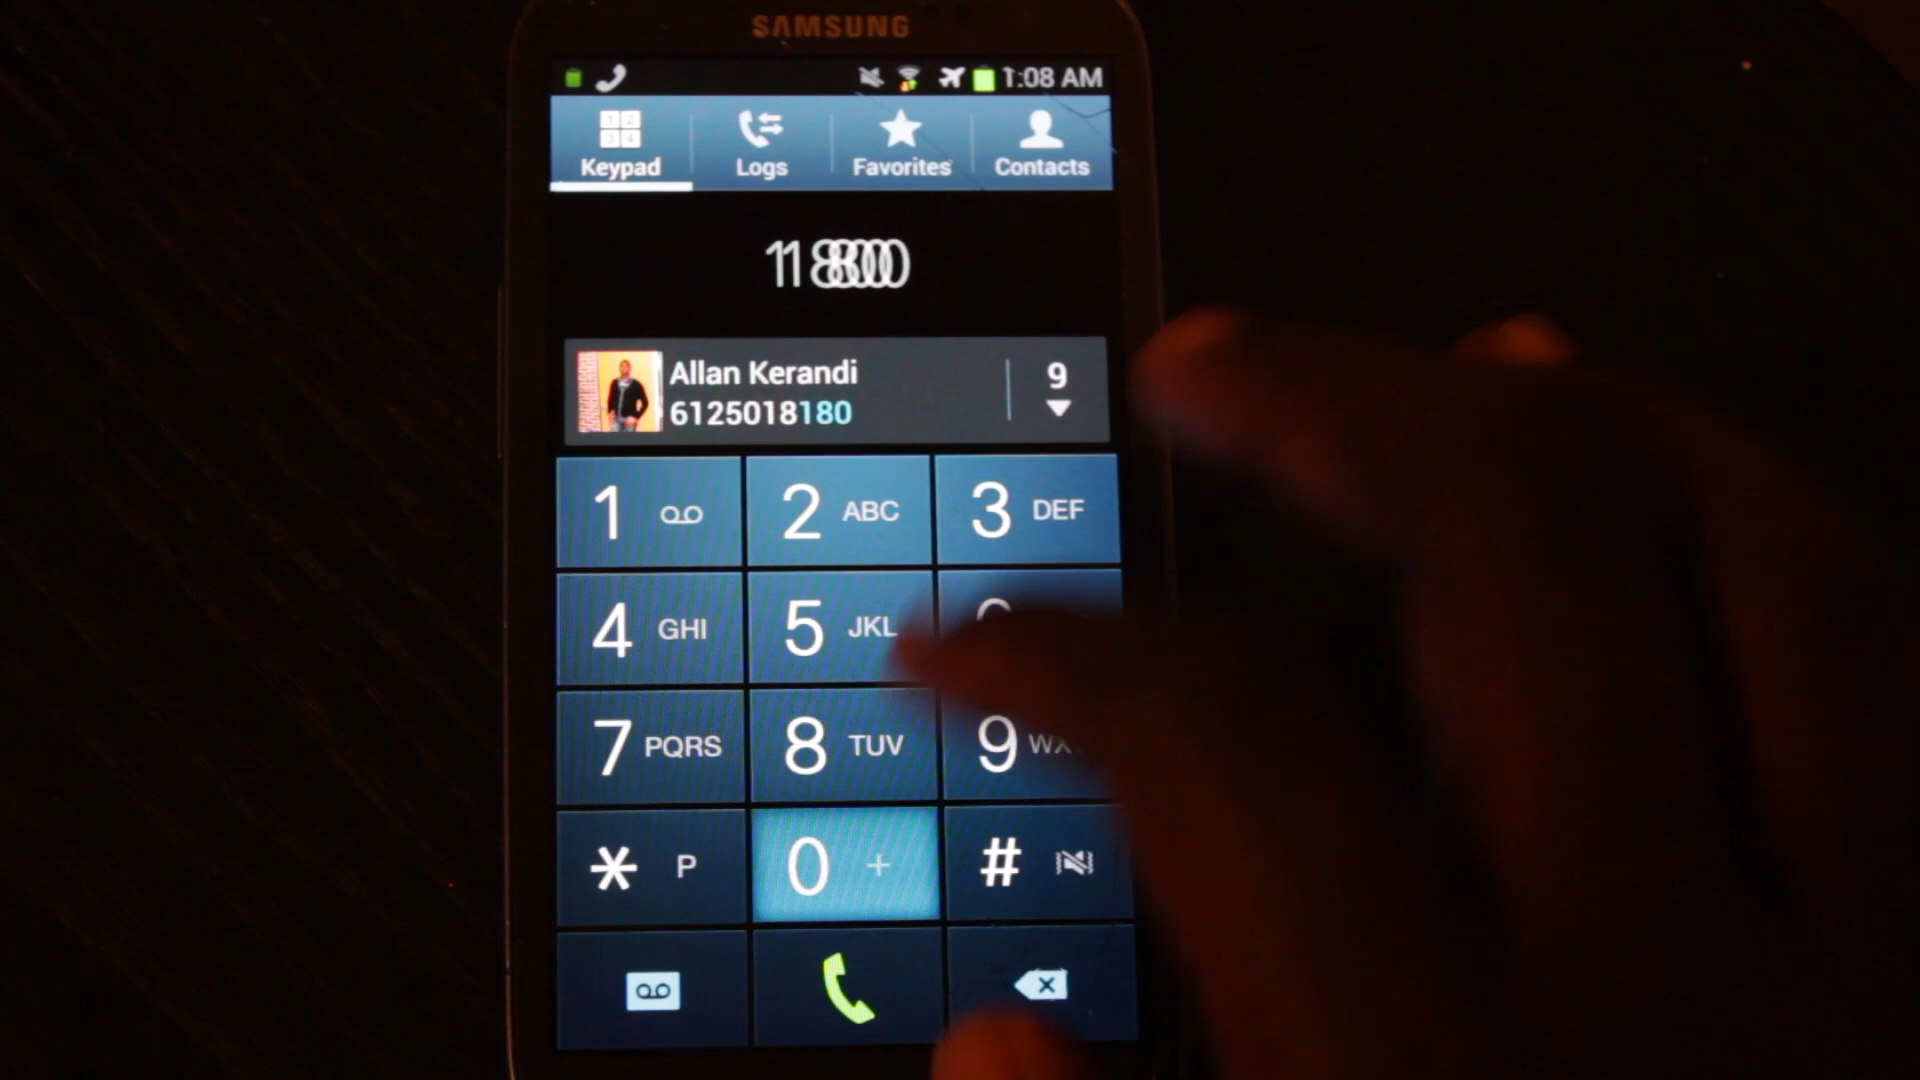 SAMSUNG
1:08 AM
Keypad Logs Favorites Contacts
Allan Kerandi
9
6125018180
1 2 ABC 3 DEF
4 GHI 5 JKL
7 PQRS 8 TUV 9
* P 0 + #